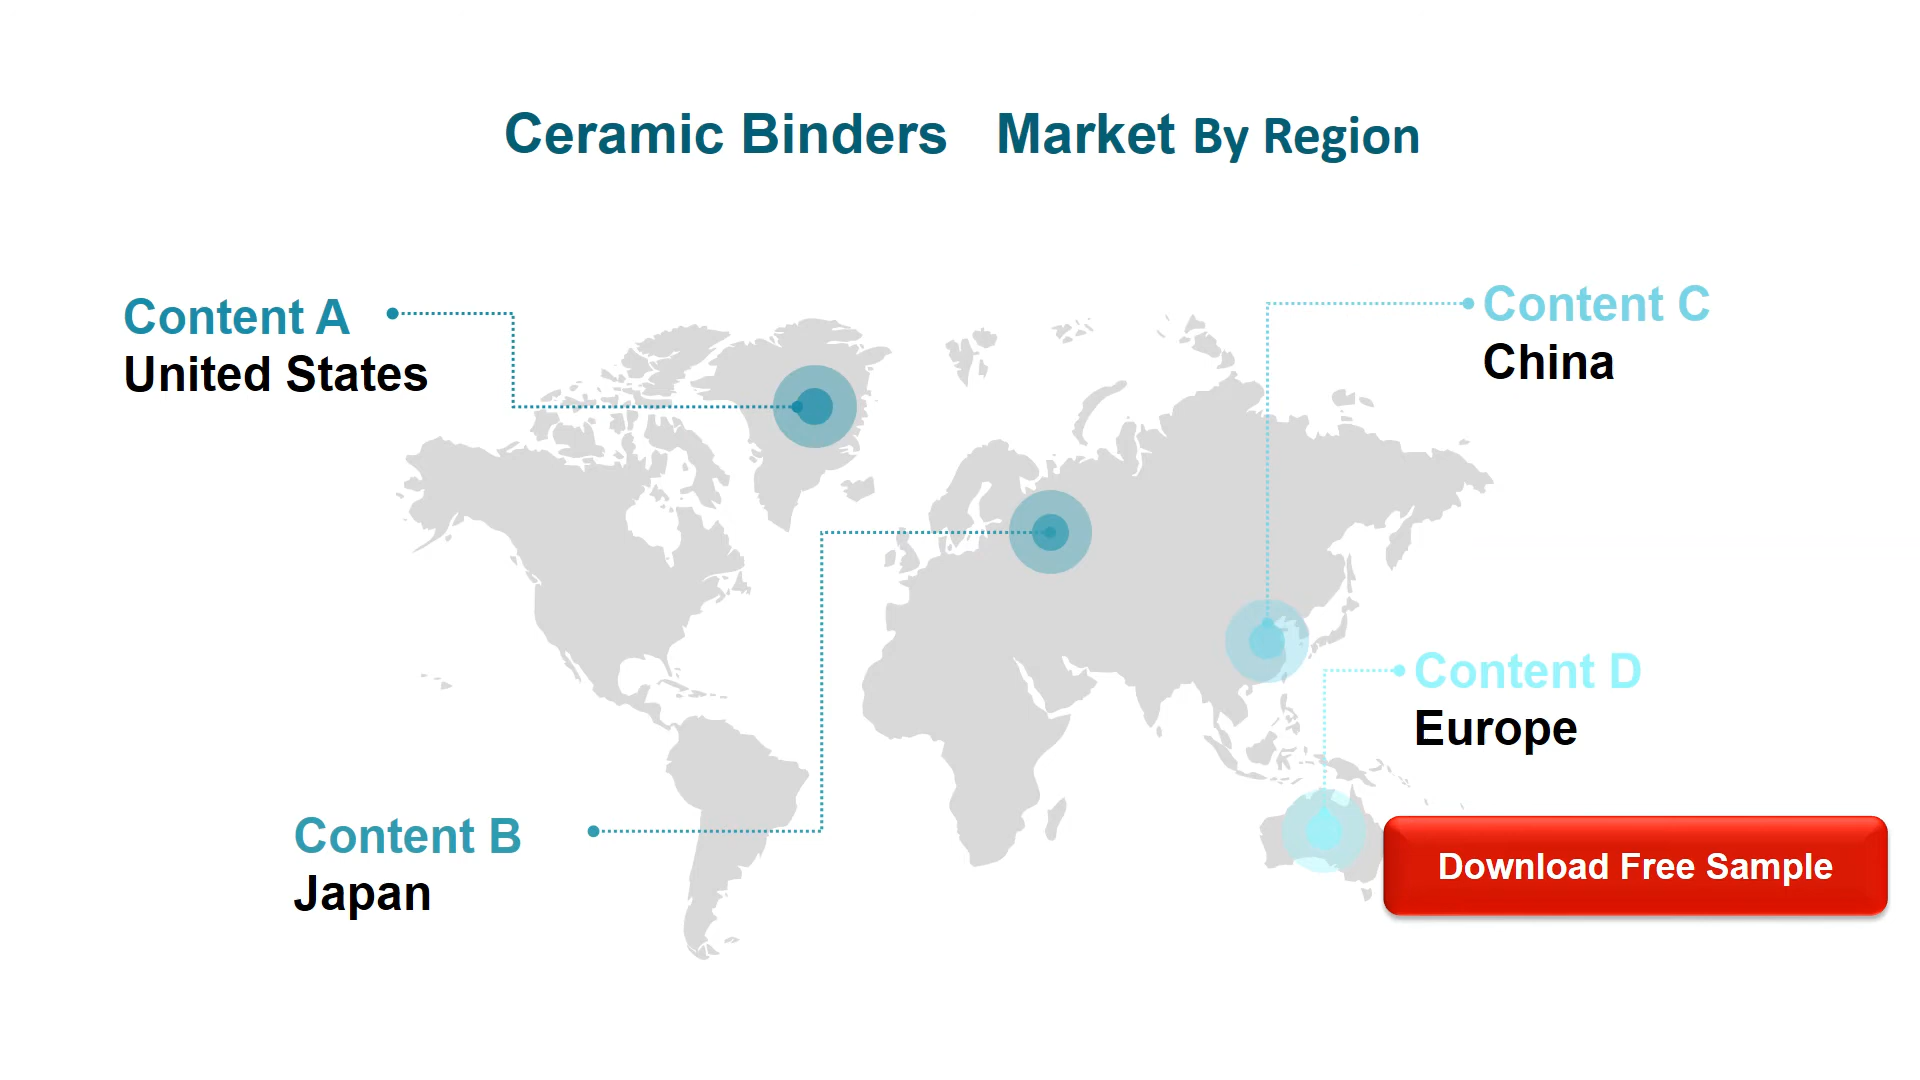 Ceramic Binders Market By Region
Content A
United States
Content C
China
Content D
Europe
Content B
Japan
Download Free Sample